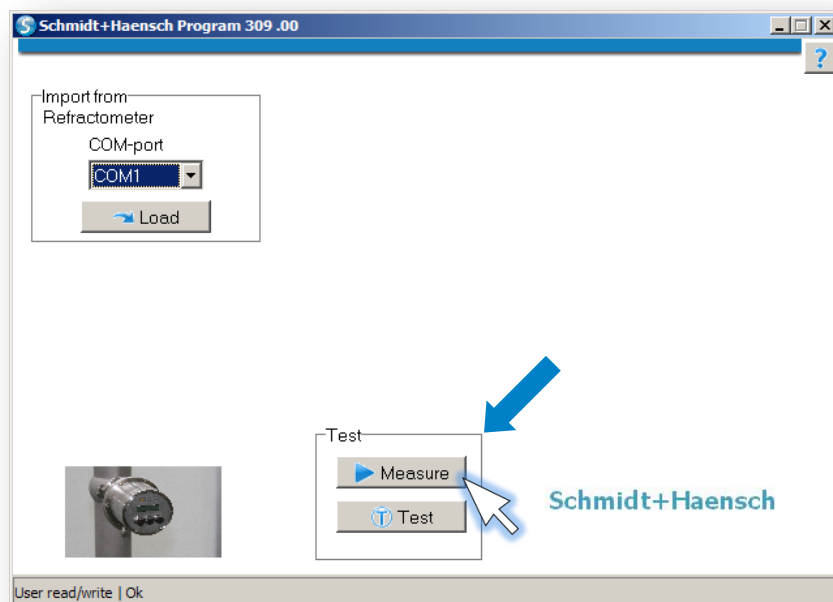 Schmidt+Haensch Program 309 .00
?
Import from
Refractometer
COM-port
COM1
Load
Test
Measure
T Test
Schmidt+Haensch
User read/write | Ok